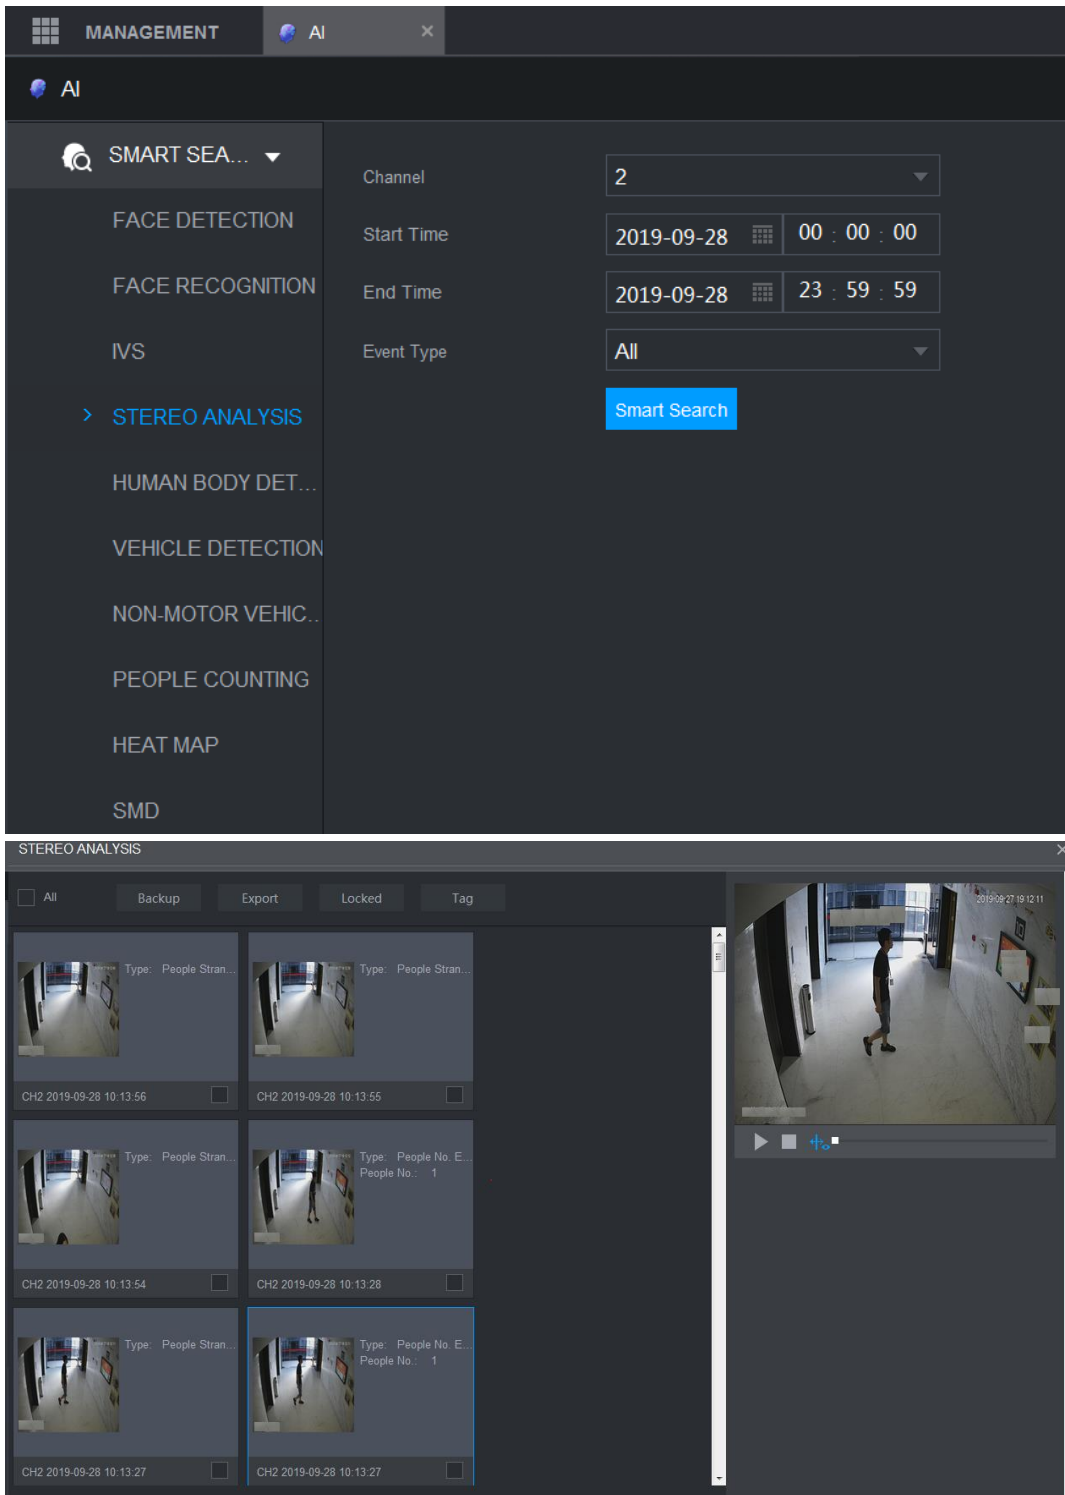 MANAGEMENT
AI
AI
SMART SEA...
FACE DETECTION
FACE RECOGNITION
IVS
STEREO ANALYSIS
HUMAN BODY DET...
VEHICLE DETECTION
NON-MOTOR VEHIC..
PEOPLE COUNTING
HEAT MAP
SMD
Channel 2
Start Time 2019-09-28 00 : 00 : 00
End Time 2019-09-28 23 : 59 : 59
Event Type All
Smart Search
STEREO ANALYSIS
All Backup Export Locked Tag
Type: People Stran...
CH2 2019-09-28 10:13:56
Type: People Stran...
CH2 2019-09-28 10:13:55
Type: People Stran...
CH2 2019-09-28 10:13:54
Type: People No. E...
People No.: 1
CH2 2019-09-28 10:13:28
Type: People Stran...
CH2 2019-09-28 10:13:27
Type: People No. E...
People No.: 1
CH2 2019-09-28 10:13:27
2019-09-27 19 12 11